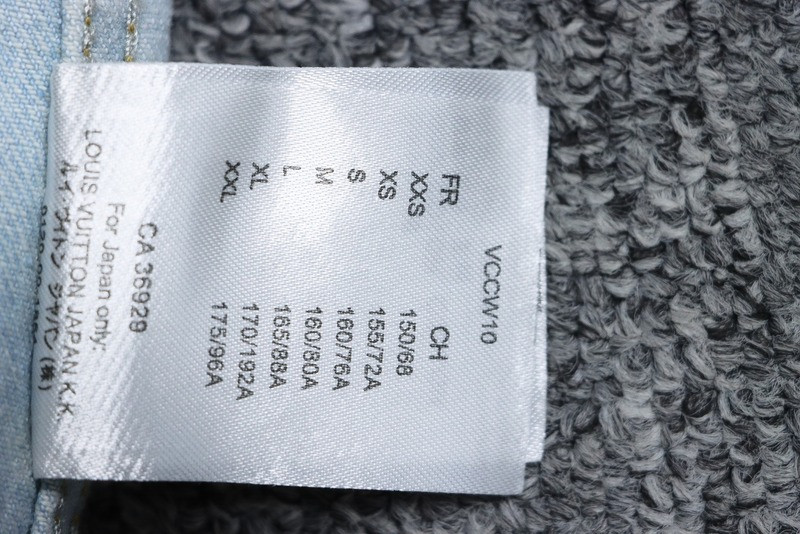 VCCW10
FR CH
XXS 150/68
XS 155/72A
S 160/76A
M 160/80A
L 165/88A
XL 170/192A
XXL 175/96A
CA 36928
For Japan only:
LOUIS VUITTON JAPAN K.K.
ルイ ヴィトン ジャパン (株)